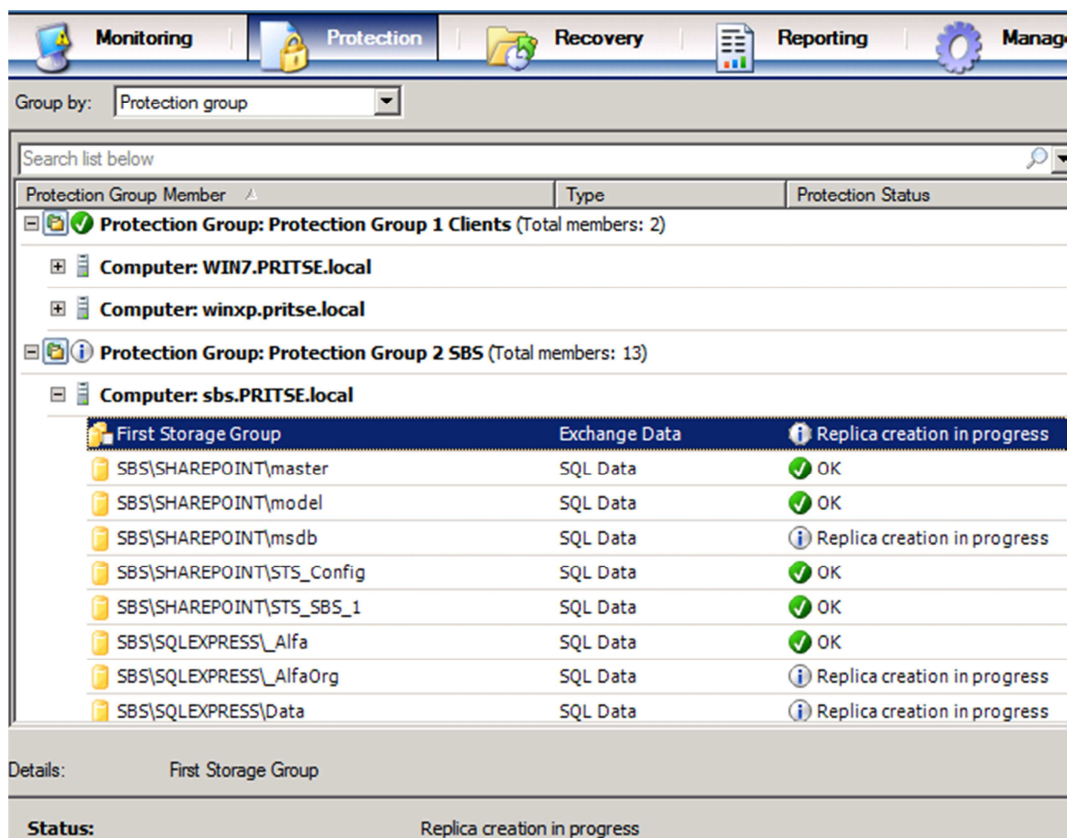 Monitoring Protection Recovery Reporting Manag
Group by: Protection group
Search list below
Protection Group Member Type Protection Status
Protection Group: Protection Group 1 Clients (Total members: 2)
Computer: WIN7.PRITSE.local
Computer: winxp.pritse.local
Protection Group: Protection Group 2 SBS (Total members: 13)
Computer: sbs.PRITSE.local
First Storage Group Exchange Data Replica creation in progress
SBS\SHAREPOINT\master SQL Data OK
SBS\SHAREPOINT\model SQL Data OK
SBS\SHAREPOINT\msdb SQL Data Replica creation in progress
SBS\SHAREPOINT\STS_Config SQL Data OK
SBS\SHAREPOINT\STS_SBS_1 SQL Data OK
SBS\SQLEXPRESS\_Alfa SQL Data OK
SBS\SQLEXPRESS\_AlfaOrg SQL Data Replica creation in progress
SBS\SQLEXPRESS\Data SQL Data Replica creation in progress
Details: First Storage Group
Status: Replica creation in progress